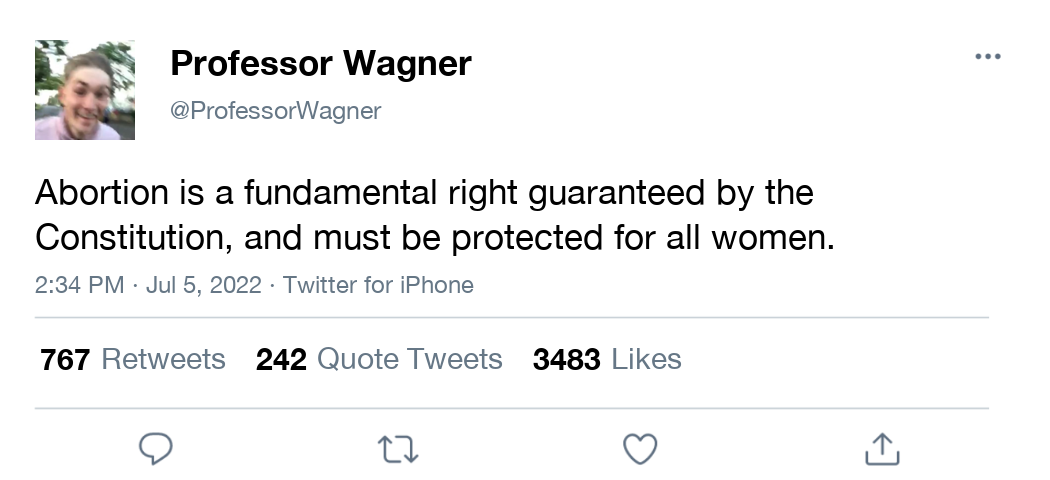 Professor Wagner
@ProfessorWagner
Abortion is a fundamental right guaranteed by the
Constitution, and must be protected for all women.
2:34 PM · Jul 5, 2022 · Twitter for iPhone
767 Retweets 242 Quote Tweets 3483 Likes